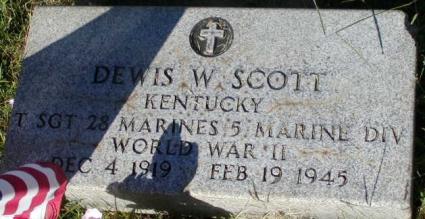 DEWIS W SCOTT
KENTUCKY
T SGT 28 MARINES 5 MARINE DIV
WORLD WAR II
DEC 4 1919 FEB 19 1945